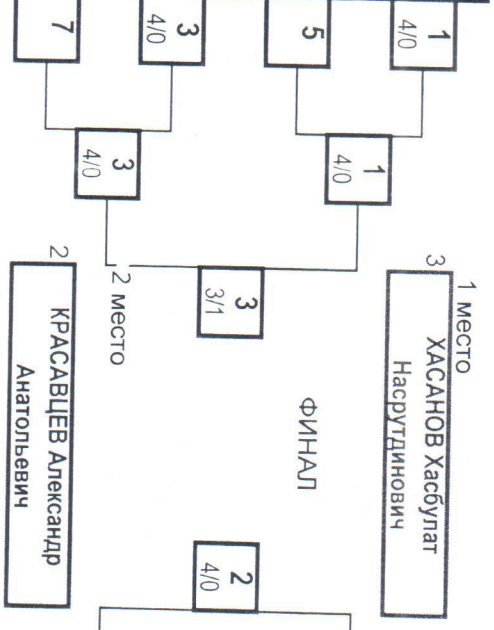 1
4/0
5
3
4/0
7
1
4/0
3
4/0
3
3/1
1 место
3
ХАСАНОВ Хасбулат
Насрутдинович
ФИНАЛ
2 место
2
КРАСАВЦЕВ Александр
Анатольевич
2
4/0